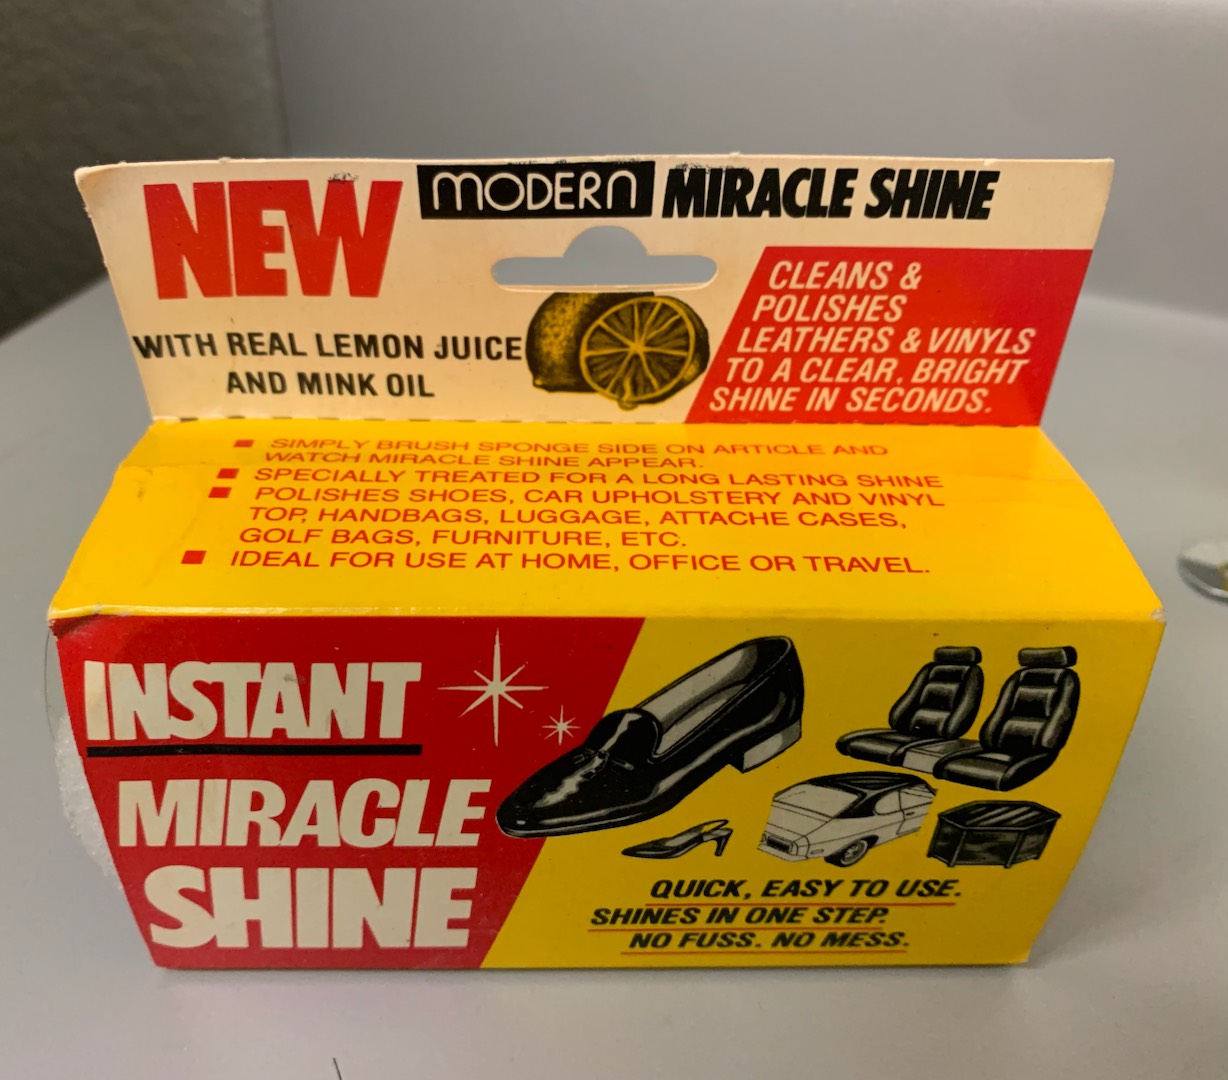 NEW
MODERN MIRACLE SHINE
WITH REAL LEMON JUICE
AND MINK OIL
CLEANS &
POLISHES
LEATHERS & VINYLS
TO A CLEAR, BRIGHT
SHINE IN SECONDS.
SIMPLY BRUSH SPONGE SIDE ON ARTICLE AND
WATCH MIRACLE SHINE APPEAR.
SPECIALLY TREATED FOR A LONG LASTING SHINE
POLISHES SHOES, CAR UPHOLSTERY AND VINYL
TOP, HANDBAGS, LUGGAGE, ATTACHE CASES,
GOLF BAGS, FURNITURE, ETC.
IDEAL FOR USE AT HOME, OFFICE OR TRAVEL.
INSTANT
MIRACLE
SHINE
QUICK, EASY TO USE.
SHINES IN ONE STEP.
NO FUSS. NO MESS.